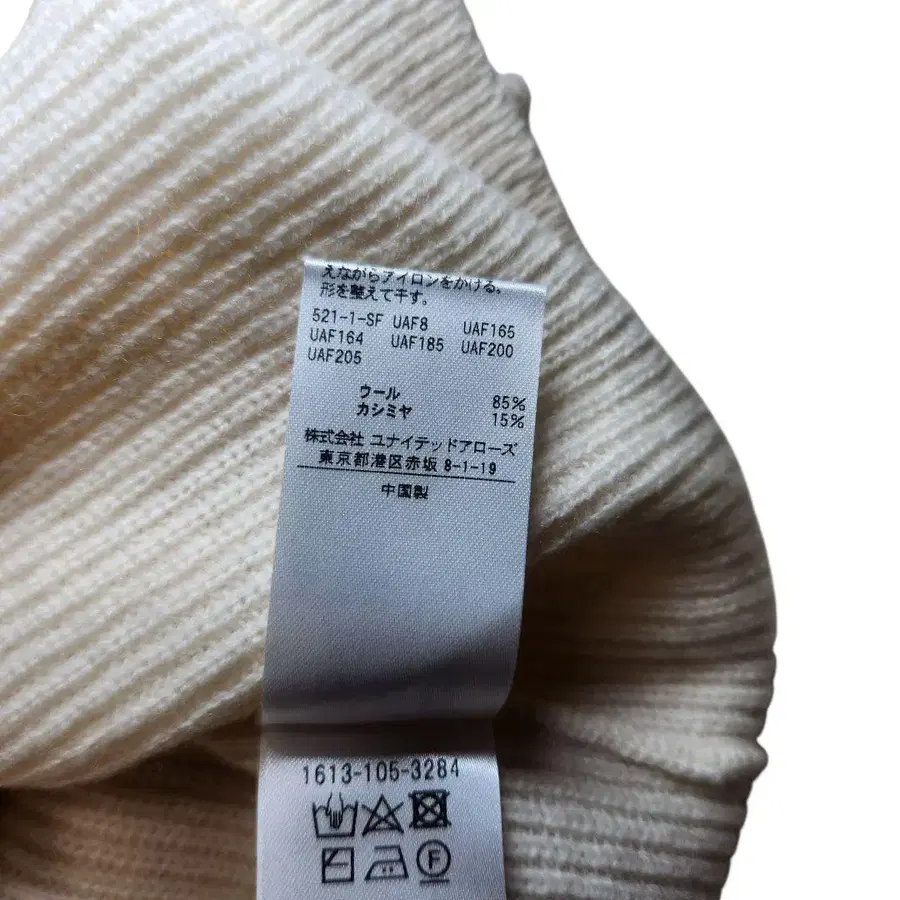 えながらアイロンをかける。
形を整えて干す。
521-1-SF UAF8 UAF165
UAF164 UAF185 UAF200
UAF205
ウール 85%
カシミヤ 15%
株式会社 ユナイテッドアローズ
東京都港区赤坂 8-1-19
中国製
1613-105-3284
F